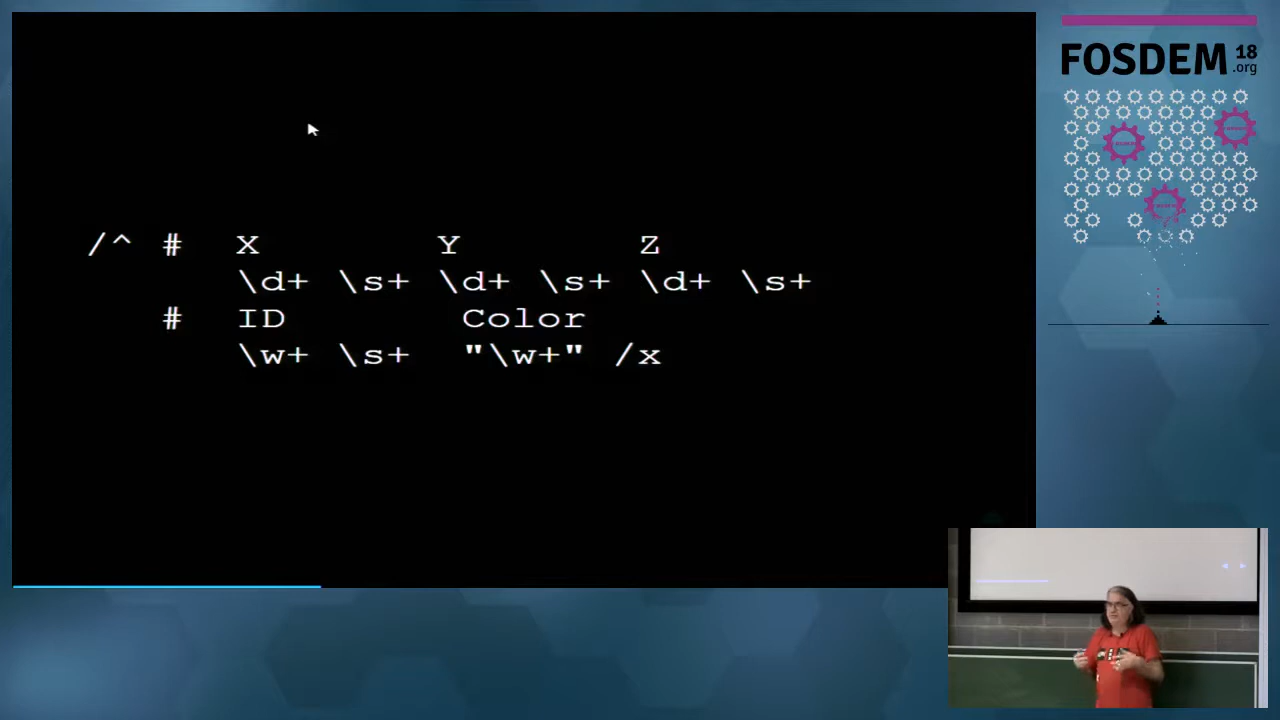 /^ # X Y Z
\d+ \s+ \d+ \s+ \d+ \s+
# ID Color
\w+ \s+ "\w+" /x
FOSDEM 18
.org